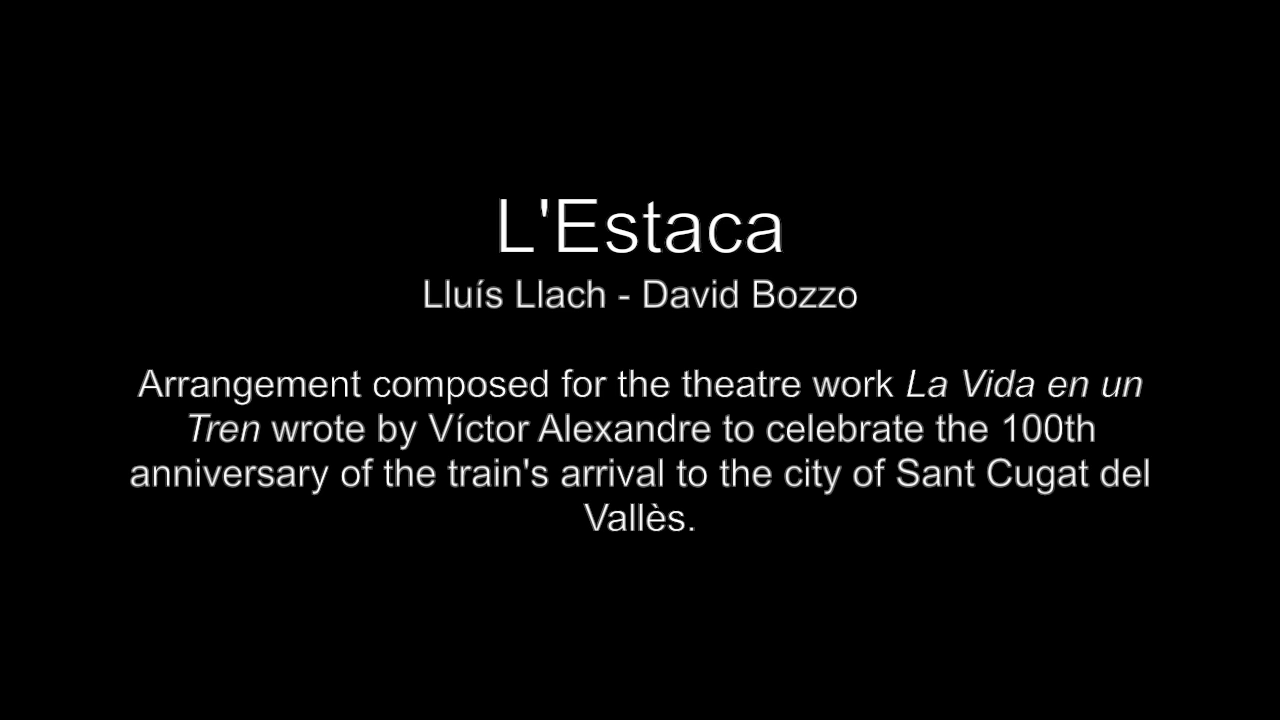 L'Estaca
Lluís Llach - David Bozzo
Arrangement composed for the theatre work La Vida en un
Tren wrote by Víctor Alexandre to celebrate the 100th
anniversary of the train's arrival to the city of Sant Cugat del
Vallès.